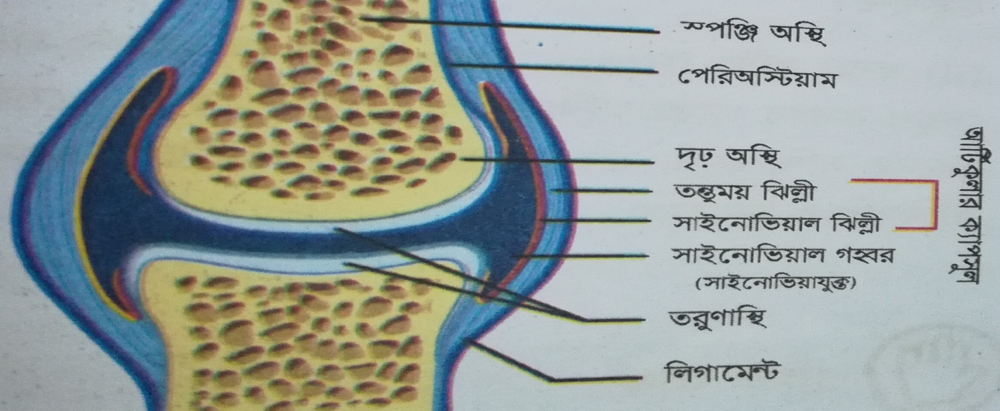 স্পঞ্জি অস্থি
পেরিঅস্টিয়াম
দৃঢ় অস্থি
তন্তুময় ঝিল্লী
সাইনোভিয়াল ঝিল্লী
সাইনোভিয়াল গহ্বর
(সাইনোভিয়াযুক্ত)
তরুণাস্থি
লিগামেন্ট
আর্টিকুলার ক্যাপসুল